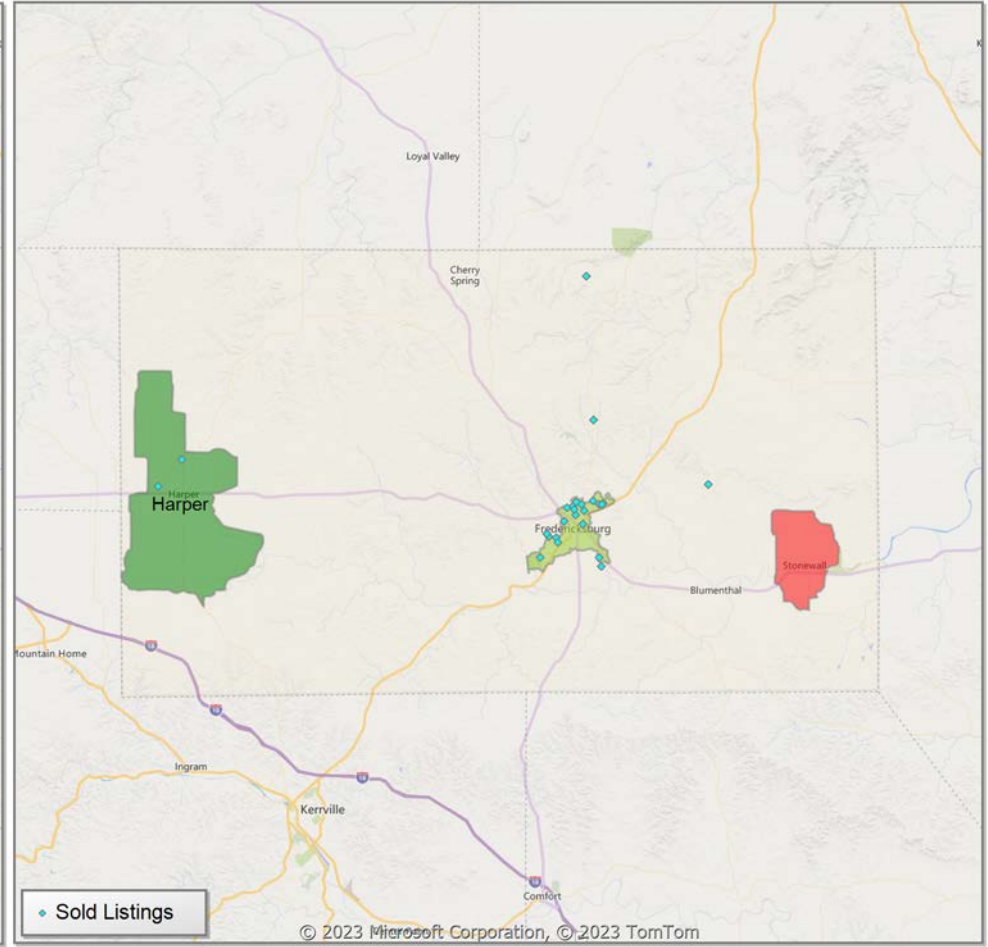 Loyal Valley
Cherry
Spring
Harper
Harper
Fredericksburg
Stonewall
Blumenthal
Mountain Home
10
10
Ingram
10
Kerrville
10
Comfort
Sold Listings
© 2023 Microsoft Corporation, © 2023 TomTom